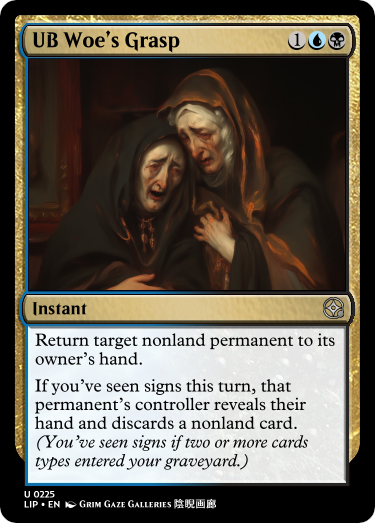 UB Woe's Grasp 1
Instant
Return target nonland permanent to its
owner's hand.
If you've seen signs this turn, that
permanent's controller reveals their
hand and discards a nonland card.
(You've seen signs if two or more cards
types entered your graveyard.)
U 0225
LIP • EN Grim Gaze Galleries 陰睨画廊